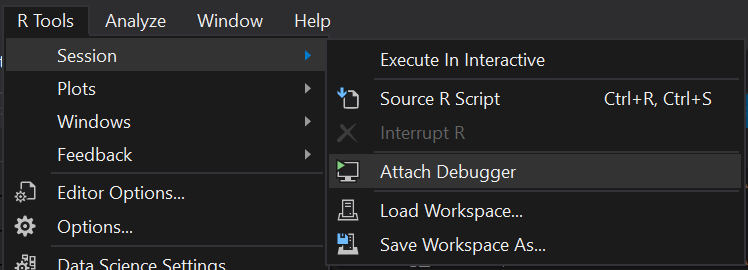 R Tools Analyze Window Help
Session
Plots
Windows
Feedback
Editor Options...
Options...
Data Science Settings
Execute In Interactive
Source R Script Ctrl+R, Ctrl+S
Interrupt R
Attach Debugger
Load Workspace...
Save Workspace As...